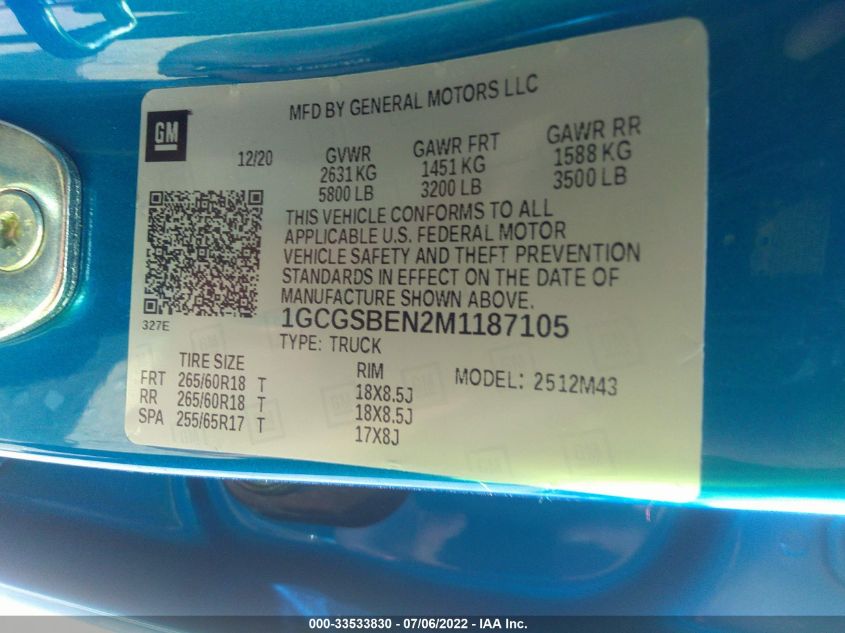 MFD BY GENERAL MOTORS LLC
GM
12/20
GVWR GAWR FRT GAWR RR
2631 KG 1451 KG 1588 KG
5800 LB 3200 LB 3500 LB
THIS VEHICLE CONFORMS TO ALL
APPLICABLE U.S. FEDERAL MOTOR
VEHICLE SAFETY AND THEFT PREVENTION
STANDARDS IN EFFECT ON THE DATE OF
MANUFACTURE SHOWN ABOVE.
327E
1GCGSBEN2M1187105
TYPE: TRUCK
TIRE SIZE RIM MODEL: 2512M43
FRT 265/60R18 T 18X8.5J
RR 265/60R18 T 18X8.5J
SPA 255/65R17 T 17X8J
000-33533830 - 07/06/2022 - IAA Inc.